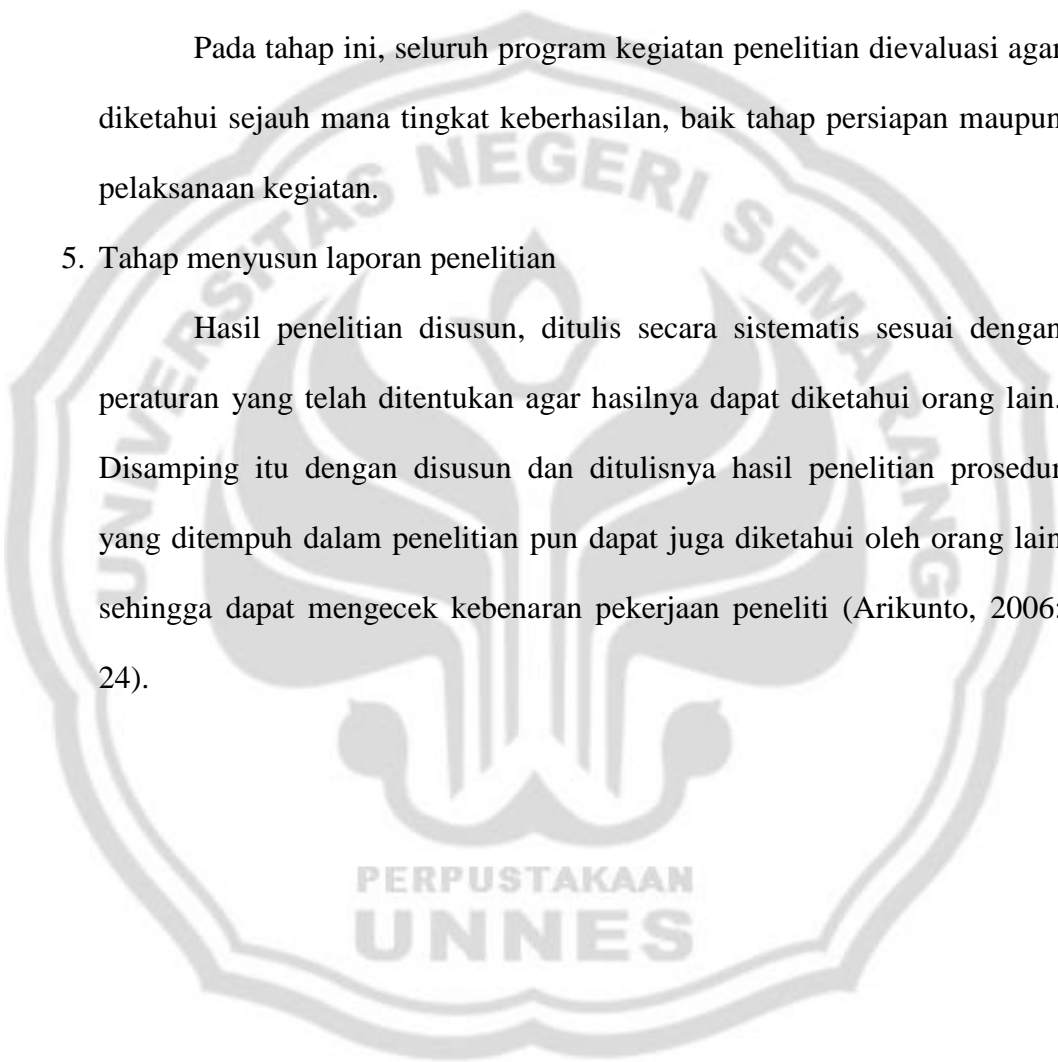 Pada tahap ini, seluruh program kegiatan penelitian dievaluasi agar
diketahui sejauh mana tingkat keberhasilan, baik tahap persiapan maupun
pelaksanaan kegiatan.
5. Tahap menyusun laporan penelitian
Hasil penelitian disusun, ditulis secara sistematis sesuai dengan
peraturan yang telah ditentukan agar hasilnya dapat diketahui orang lain.
Disamping itu dengan disusun dan ditulisnya hasil penelitian prosedur
yang ditempuh dalam penelitian pun dapat juga diketahui oleh orang lain
sehingga dapat mengecek kebenaran pekerjaan peneliti (Arikunto, 2006:
24).
UNIVERSITAS NEGERI SEMARANG
PERPUSTAKAAN
UNNES